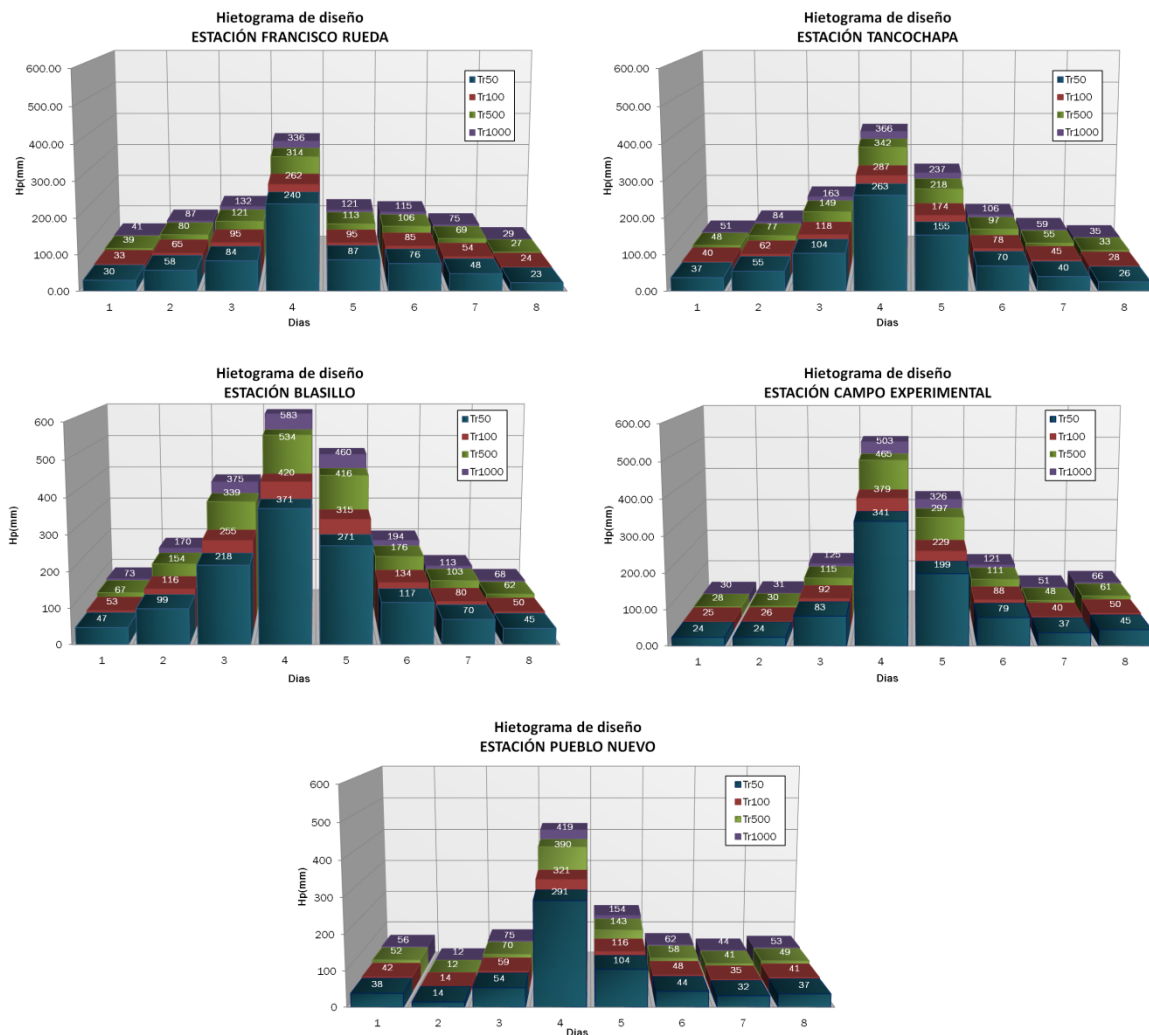 Hietograma de diseño
ESTACIÓN FRANCISCO RUEDA
600.00
500.00
400.00
300.00
200.00
100.00
0.00
Hp(mm)
Tr50
Tr100
Tr500
Tr1000
41 87 132 336 121 115 75 29
39 80 121 314 113 106 69 27
33 65 95 262 95 85 54 24
30 58 84 240 87 76 48 23
1 2 3 4 5 6 7 8
Dias
Hietograma de diseño
ESTACIÓN TANCOCHAPA
600.00
500.00
400.00
300.00
200.00
100.00
0.00
Hp(mm)
Tr50
Tr100
Tr500
Tr1000
51 84 163 366 237 106 59 35
48 77 149 342 218 97 55 33
40 62 118 287 174 78 45 28
37 55 104 263 155 70 40 26
1 2 3 4 5 6 7 8
Dias
Hietograma de diseño
ESTACIÓN BLASILLO
600
500
400
300
200
100
0
Hp(mm)
Tr50
Tr100
Tr500
Tr1000
73 170 375 583 460 194 113 68
67 154 339 534 416 176 103 62
53 116 255 420 315 134 80 50
47 99 218 371 271 117 70 45
1 2 3 4 5 6 7 8
Dias
Hietograma de diseño
ESTACIÓN CAMPO EXPERIMENTAL
600.00
500.00
400.00
300.00
200.00
100.00
0.00
Hp(mm)
Tr50
Tr100
Tr500
Tr1000
30 31 125 503 326 121 51 66
28 30 115 465 297 111 48 61
25 26 92 379 229 88 40 50
24 24 83 341 199 79 37 45
1 2 3 4 5 6 7 8
Dias
Hietograma de diseño
ESTACIÓN PUEBLO NUEVO
600
500
400
300
200
100
0
Hp(mm)
Tr50
Tr100
Tr500
Tr1000
56 12 75 419 154 62 44 53
52 12 70 390 143 58 41 49
42 14 59 321 116 48 35 41
38 14 54 291 104 44 32 37
1 2 3 4 5 6 7 8
Dias